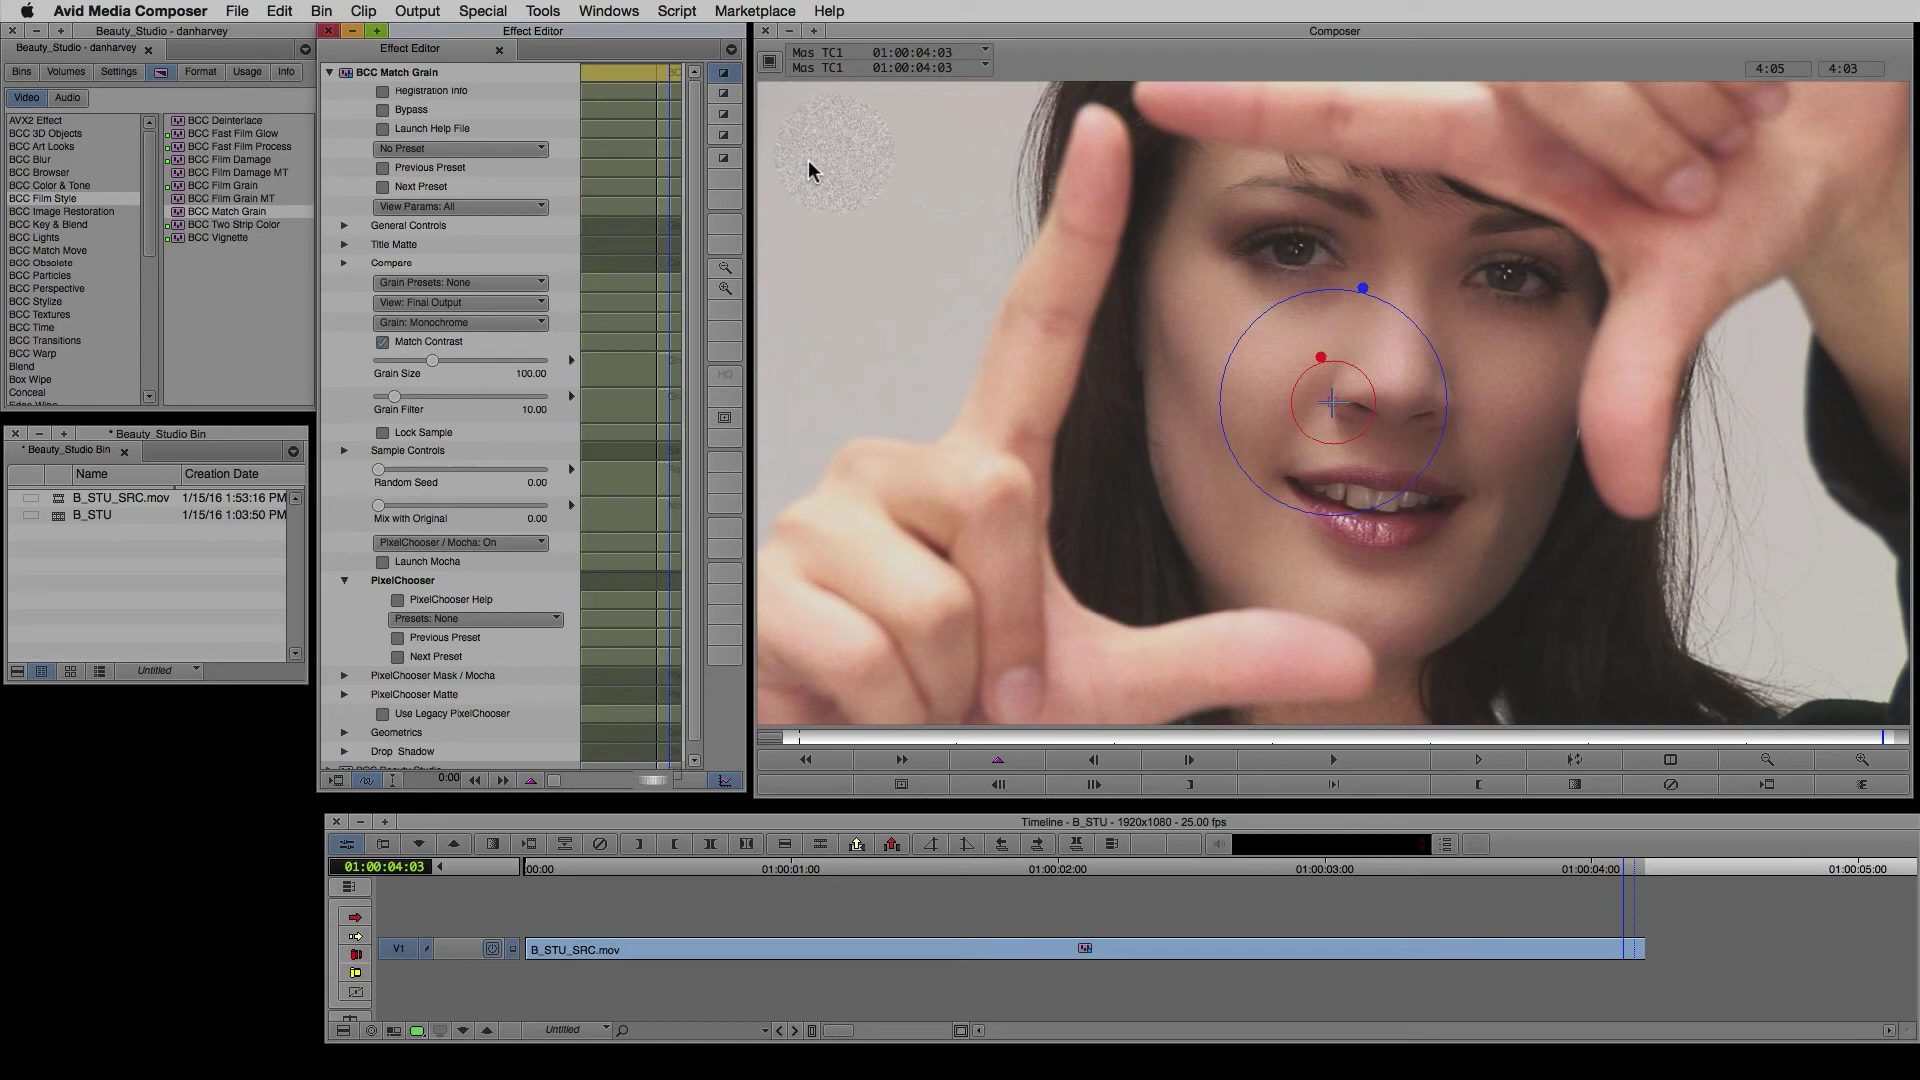 Avid Media Composer File Edit Bin Clip Output Special Tools Windows Script Marketplace Help
Beauty_Studio - danharvey
Beauty_Studio - danharvey
Bins Volumes Settings Format Usage Info
Video Audio
AVX2 Effect
BCC 3D Objects
BCC Art Looks
BCC Blur
BCC Browser
BCC Color & Tone
BCC Film Style
BCC Image Restoration
BCC Key & Blend
BCC Lights
BCC Match Move
BCC Obsolete
BCC Particles
BCC Perspective
BCC Stylize
BCC Textures
BCC Time
BCC Transitions
BCC Warp
Blend
Box Wipe
Conceal
Edge Wipe
BCC Deinterlace
BCC Fast Film Glow
BCC Fast Film Process
BCC Film Damage
BCC Film Damage MT
BCC Film Grain
BCC Film Grain MT
BCC Match Grain
BCC Two Strip Color
BCC Vignette
* Beauty_Studio Bin
* Beauty_Studio Bin
Name Creation Date
B_STU_SRC.mov 1/15/16 1:53:16 PM
B_STU 1/15/16 1:03:50 PM
Untitled
Effect Editor
Effect Editor
BCC Match Grain
Registration Info
Bypass
Launch Help File
No Preset
Previous Preset
Next Preset
View Params: All
General Controls
Title Matte
Compare
Grain Presets: None
View: Final Output
Grain: Monochrome
Match Contrast
Grain Size 100.00
Grain Filter 10.00
Lock Sample
Sample Controls
Random Seed 0.00
Mix with Original 0.00
PixelChooser / Mocha: On
Launch Mocha
PixelChooser
PixelChooser Help
Presets: None
Previous Preset
Next Preset
PixelChooser Mask / Mocha
PixelChooser Matte
Use Legacy PixelChooser
Geometrics
Drop Shadow
0:00
HQ
Composer
Mas TC1 01:00:04:03
Mas TC1 01:00:04:03
4:05 4:03
Timeline - B_STU - 1920x1080 - 25.00 fps
01:00:04:03
:00:00 01:00:01:00 01:00:02:00 01:00:03:00 01:00:04:00 01:00:05:00
V1
B_STU_SRC.mov
Untitled